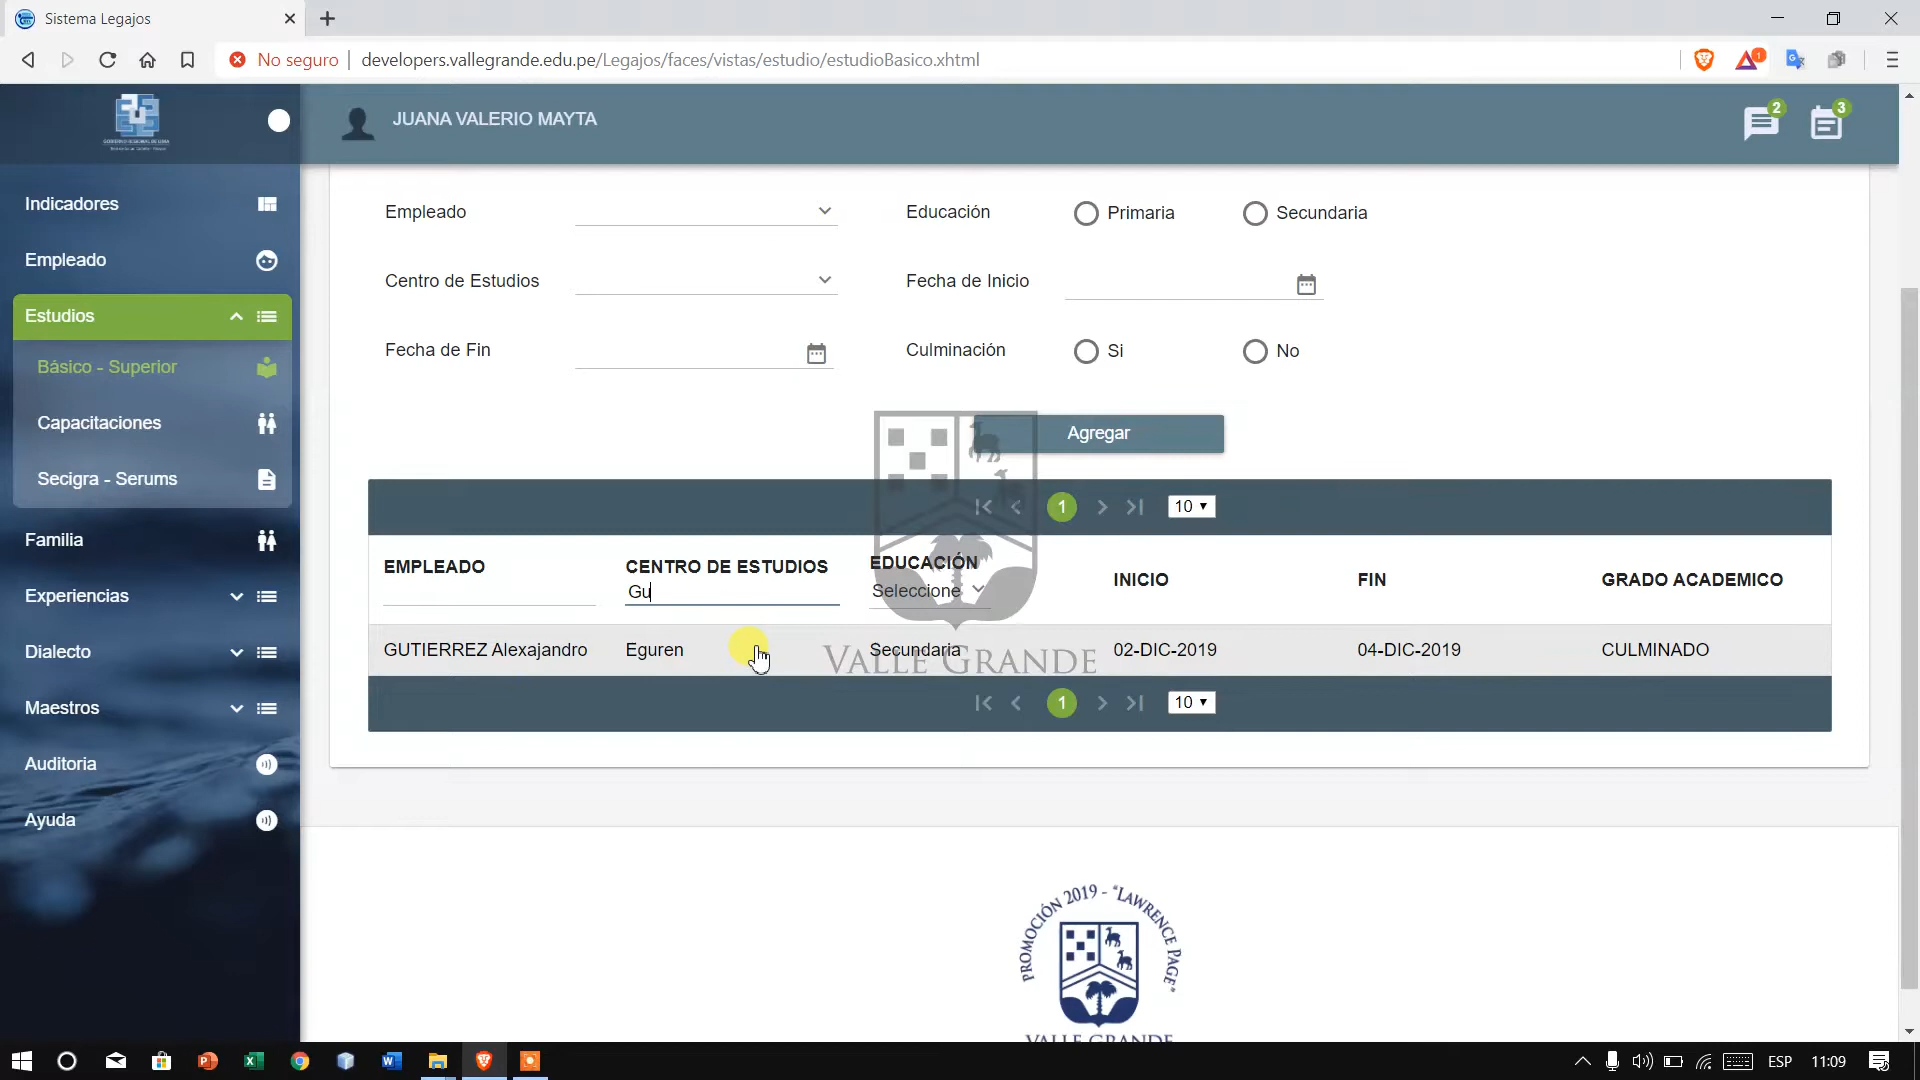 Sistema Legajos
No seguro
developers.vallegrande.edu.pe/Legajos/faces/vistas/estudio/estudioBasico.xhtml
1
JUANA VALERIO MAYTA
2
3
Indicadores
Empleado
Estudios
Básico - Superior
Capacitaciones
Secigra - Serums
Familia
Experiencias
Dialecto
Maestros
Auditoria
Ayuda
Empleado
Educación
Primaria
Secundaria
Centro de Estudios
Fecha de Inicio
Fecha de Fin
Culminación
Si
No
Agregar
1
10
EMPLEADO
CENTRO DE ESTUDIOS
EDUCACIÓN
INICIO
FIN
GRADO ACADEMICO
Gu
Seleccione
GUTIERREZ Alexajandro
Eguren
Secundaria
02-DIC-2019
04-DIC-2019
CULMINADO
VALLE GRANDE
1
10
PROMOCIÓN 2019 - "LAWRENCE PAGE"
VALLE GRANDE
ESP
11:09